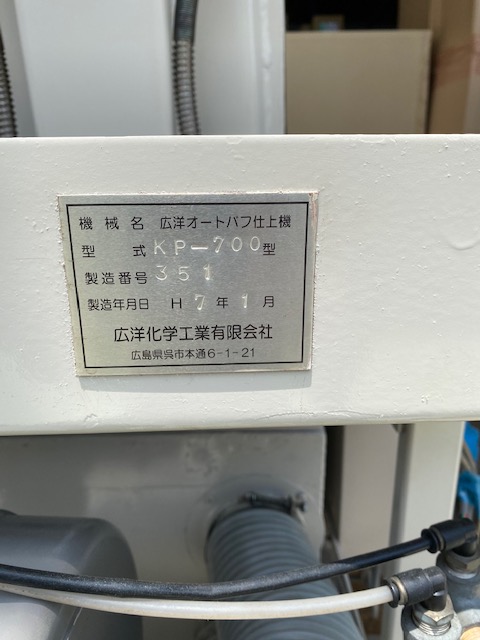 機械名 広洋オートバフ仕上機
型式 KP-700型
製造番号 351
製造年月日 H7年1月
広洋化学工業有限会社
広島県呉市本通6-1-21